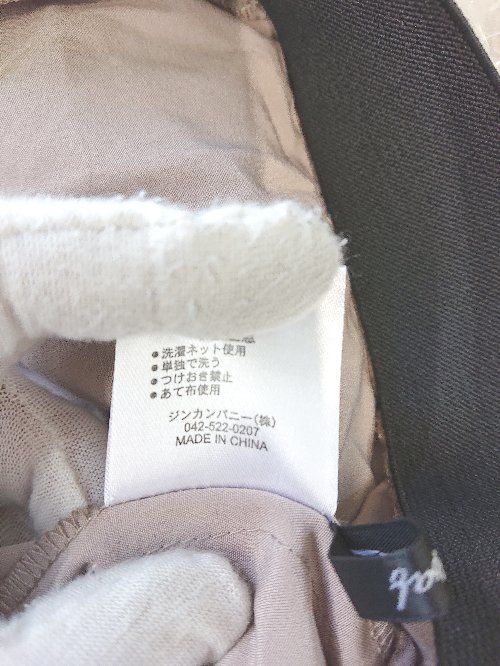 ●洗濯ネット使用
●単独で洗う
●つけおき禁止
●あて布使用
ジンカンパニー(株)
042-522-0207
MADE IN CHINA